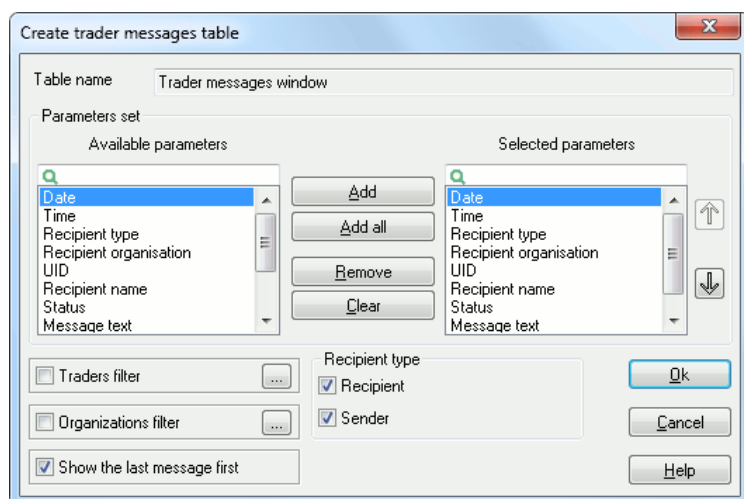 Create trader messages table
Table name
Trader messages window
Parameters set
Available parameters
Selected parameters
Date
Time
Recipient type
Recipient organisation
UID
Recipient name
Status
Message text
Add
Add all
Remove
Clear
Date
Time
Recipient type
Recipient organisation
UID
Recipient name
Status
Message text
Traders filter
...
Organizations filter
...
Show the last message first
Recipient type
Recipient
Sender
Ok
Cancel
Help